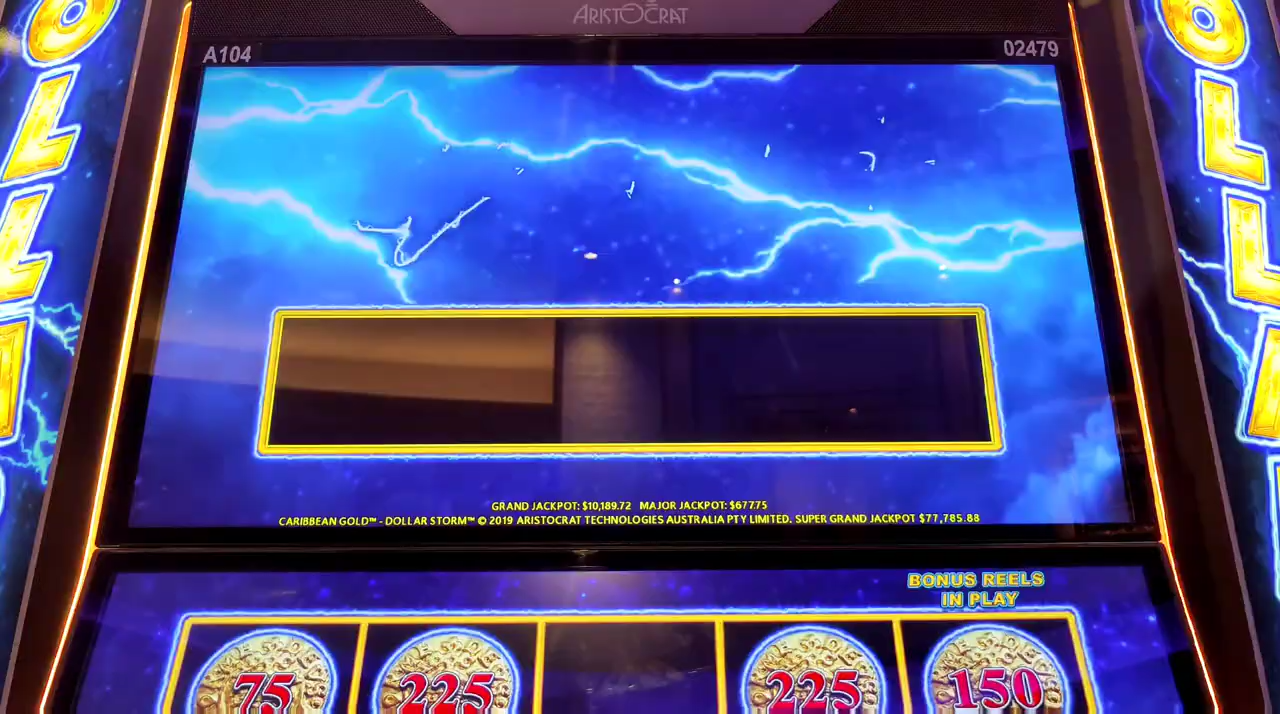 ARISTOCRAT
A104
02479
GRAND JACKPOT: $10,189.72 MAJOR JACKPOT: $677.75
CARIBBEAN GOLD™ - DOLLAR STORM™ © 2019 ARISTOCRAT TECHNOLOGIES AUSTRALIA PTY LIMITED. SUPER GRAND JACKPOT $77,785.88
BONUS REELS
IN PLAY
75
225
225
150